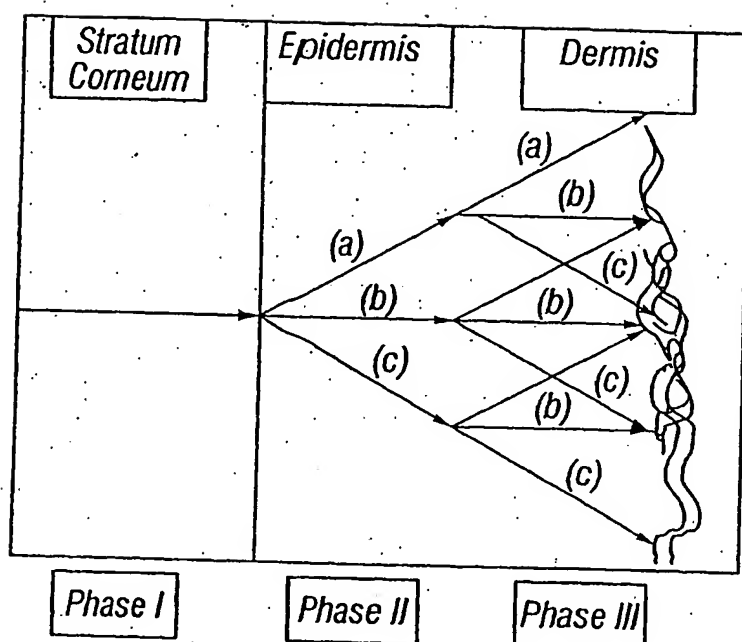 Stratum
Corneum
Epidermis
Dermis
(a)
(b)
(a)
(c)
(b)
(b)
(c)
(c)
(b)
(c)
Phase I
Phase II
Phase III